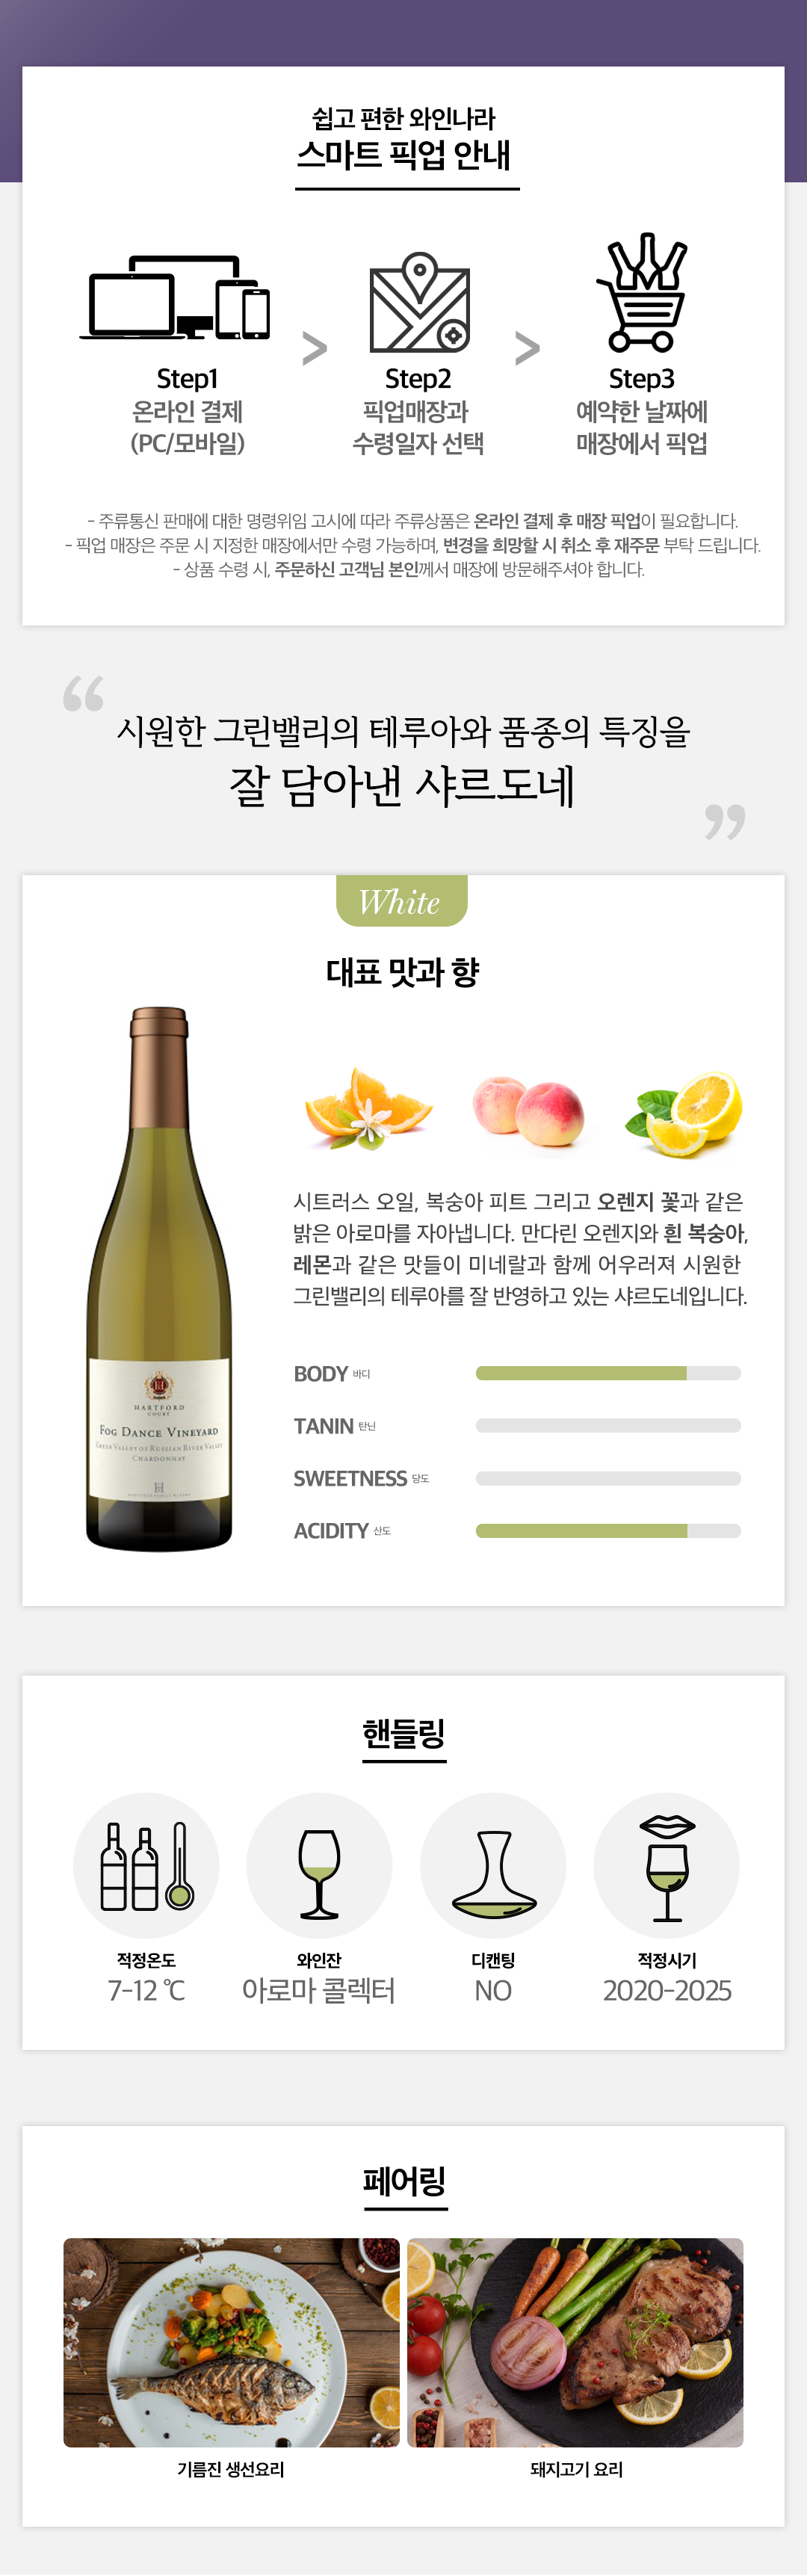 쉽고 편한 와인나라
스마트 픽업 안내
Step1
온라인 결제
(PC/모바일)
>
Step2
픽업매장과
수령일자 선택
>
Step3
예약한 날짜에
매장에서 픽업
- 주류통신 판매에 대한 명령위임 고시에 따라 주류상품은 온라인 결제 후 매장 픽업이 필요합니다.
- 픽업 매장은 주문 시 지정한 매장에서만 수령 가능하며, 변경을 희망할 시 취소 후 재주문 부탁 드립니다.
- 상품 수령 시, 주문하신 고객님 본인께서 매장에 방문해주셔야 합니다.
“
시원한 그린밸리의 테루아와 품종의 특징을
잘 담아낸 샤르도네
”
White
대표 맛과 향
HARTFORD
COURT
FOG DANCE VINEYARD
GREEN VALLEY OF RUSSIAN RIVER VALLEY
CHARDONNAY
시트러스 오일, 복숭아 피트 그리고 오렌지 꽃과 같은
밝은 아로마를 자아냅니다. 만다린 오렌지와 흰 복숭아,
레몬과 같은 맛들이 미네랄과 함께 어우러져 시원한
그린밸리의 테루아를 잘 반영하고 있는 샤르도네입니다.
BODY 바디
TANIN 탄닌
SWEETNESS 당도
ACIDITY 산도
핸들링
적정온도
7-12 ℃
와인잔
아로마 콜렉터
디캔팅
NO
적정시기
2020-2025
페어링
기름진 생선요리
돼지고기 요리